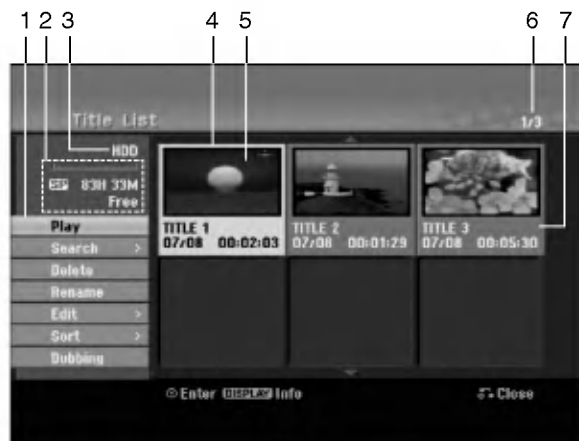 1 2 3 4 5 6 7
Title List
1/3
HDD
SP 83H 33M
Free
Play
Search >
Delete
Rename
Edit >
Sort >
Dubbing
TITLE 1
07/08 00:02:03
TITLE 2
07/08 00:01:29
TITLE 3
07/08 00:05:30
Enter DISPLAY Info
Close